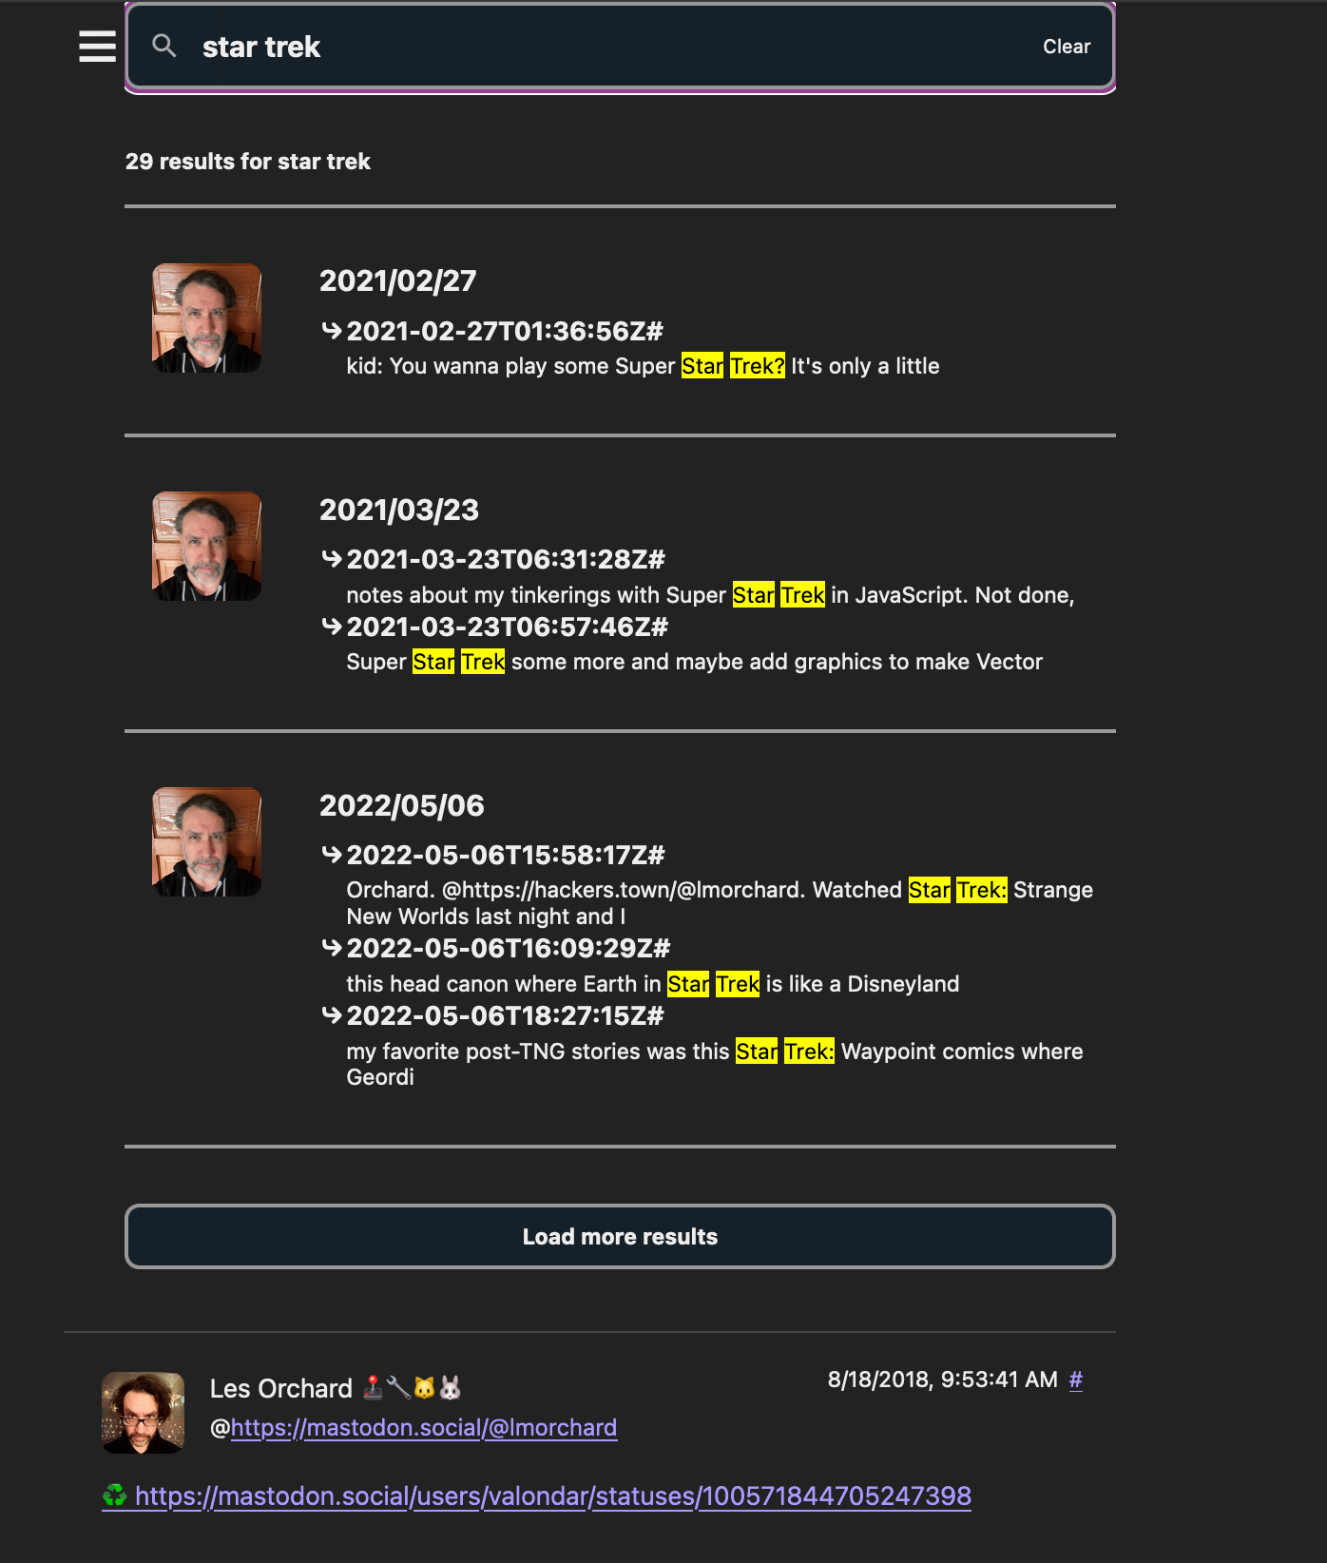 star trek
Clear
29 results for star trek
2021/02/27
⤷2021-02-27T01:36:56Z#
kid: You wanna play some Super Star Trek? It's only a little
2021/03/23
⤷2021-03-23T06:31:28Z#
notes about my tinkerings with Super Star Trek in JavaScript. Not done,
⤷2021-03-23T06:57:46Z#
Super Star Trek some more and maybe add graphics to make Vector
2022/05/06
⤷2022-05-06T15:58:17Z#
Orchard. @https://hackers.town/@lmorchard. Watched Star Trek: Strange
New Worlds last night and I
⤷2022-05-06T16:09:29Z#
this head canon where Earth in Star Trek is like a Disneyland
⤷2022-05-06T18:27:15Z#
my favorite post-TNG stories was this Star Trek: Waypoint comics where
Geordi
Load more results
Les Orchard 🕹️🔧🐱🐰
8/18/2018, 9:53:41 AM #
@https://mastodon.social/@lmorchard
♻️ https://mastodon.social/users/valondar/statuses/100571844705247398